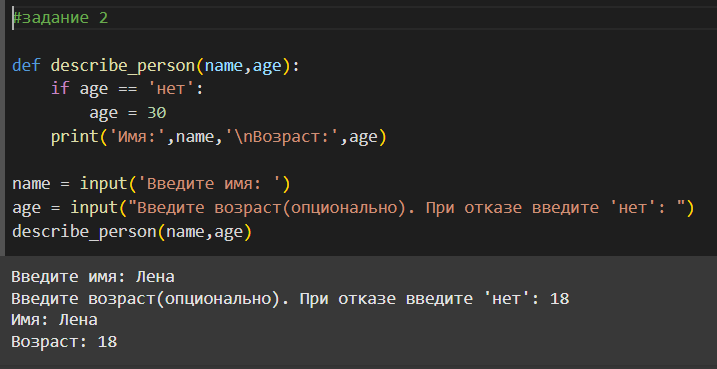 #задание 2
def describe_person(name,age):
    if age == 'нет':
        age = 30
    print('Имя:',name,'\nВозраст:',age)
name = input('Введите имя: ')
age = input("Введите возраст(опционально). При отказе введите 'нет': ")
describe_person(name,age)
Введите имя: Лена
Введите возраст(опционально). При отказе введите 'нет': 18
Имя: Лена
Возраст: 18